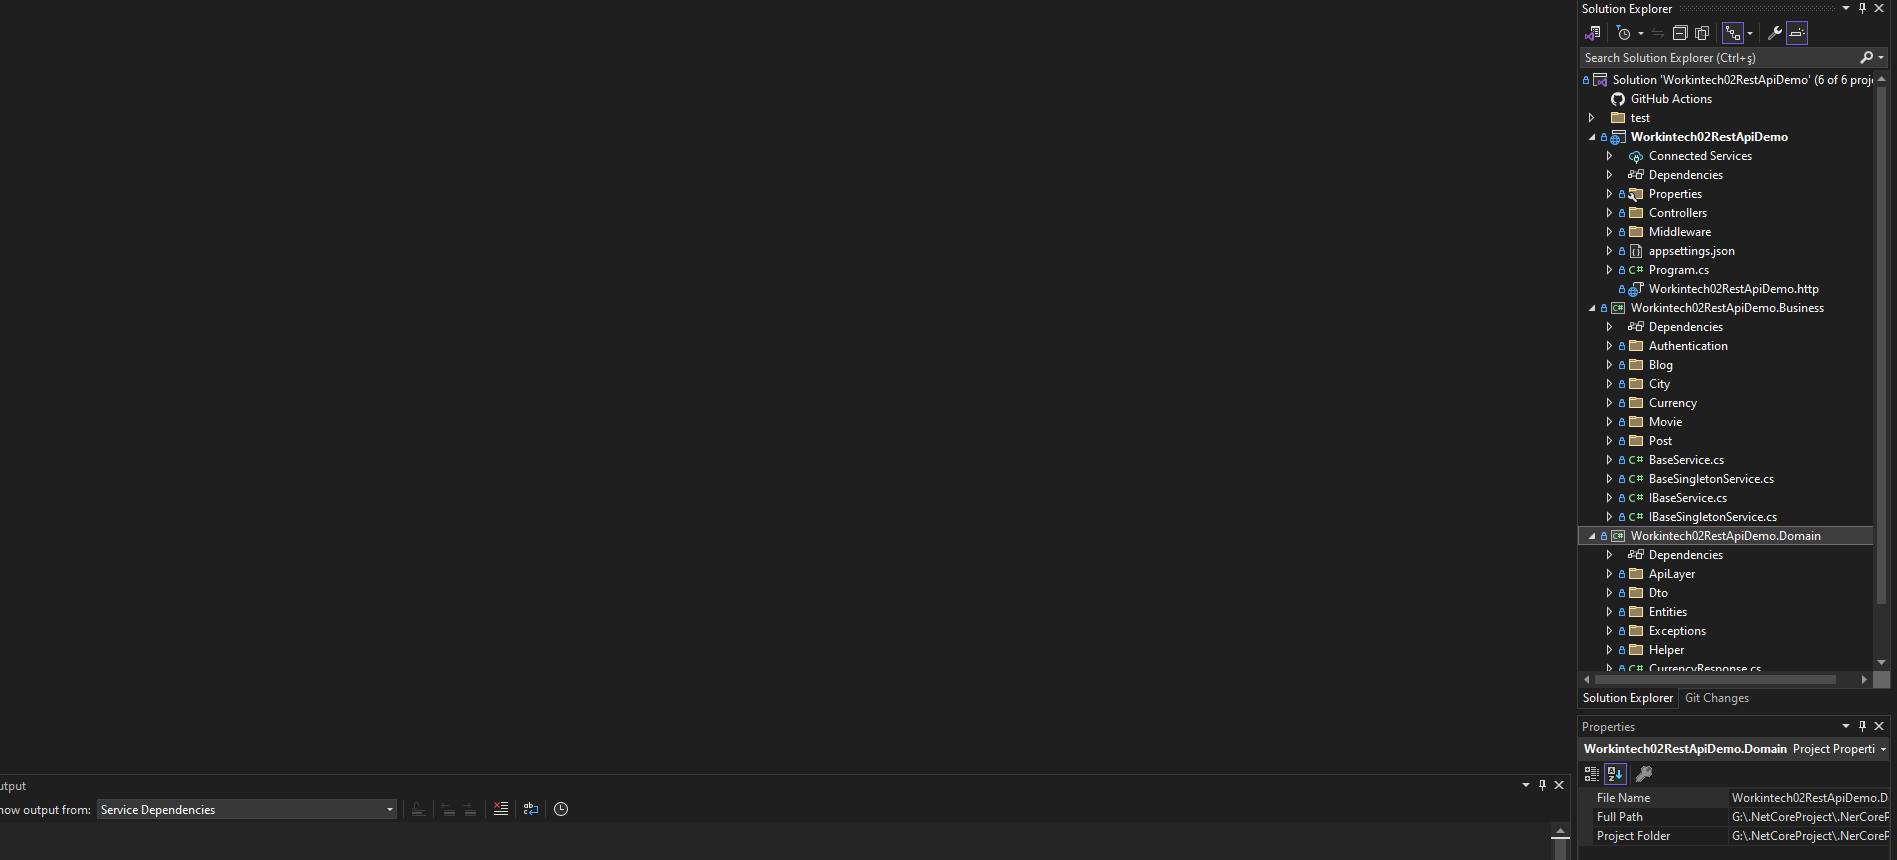 Solution Explorer
Search Solution Explorer (Ctrl+ş)
Solution 'Workintech02RestApiDemo' (6 of 6 proje
GitHub Actions
test
Workintech02RestApiDemo
Connected Services
Dependencies
Properties
Controllers
Middleware
appsettings.json
C# Program.cs
Workintech02RestApiDemo.http
C# Workintech02RestApiDemo.Business
Dependencies
Authentication
Blog
City
Currency
Movie
Post
C# BaseService.cs
C# BaseSingletonService.cs
C# IBaseService.cs
C# IBaseSingletonService.cs
C# Workintech02RestApiDemo.Domain
Dependencies
ApiLayer
Dto
Entities
Exceptions
Helper
C# CurrencyResponse.cs
Solution Explorer Git Changes
Properties
Workintech02RestApiDemo.Domain Project Properti
File Name Workintech02RestApiDemo.D
Full Path G:\.NetCoreProject\.NerCoreP
Project Folder G:\.NetCoreProject\.NerCoreP
utput
now output from: Service Dependencies